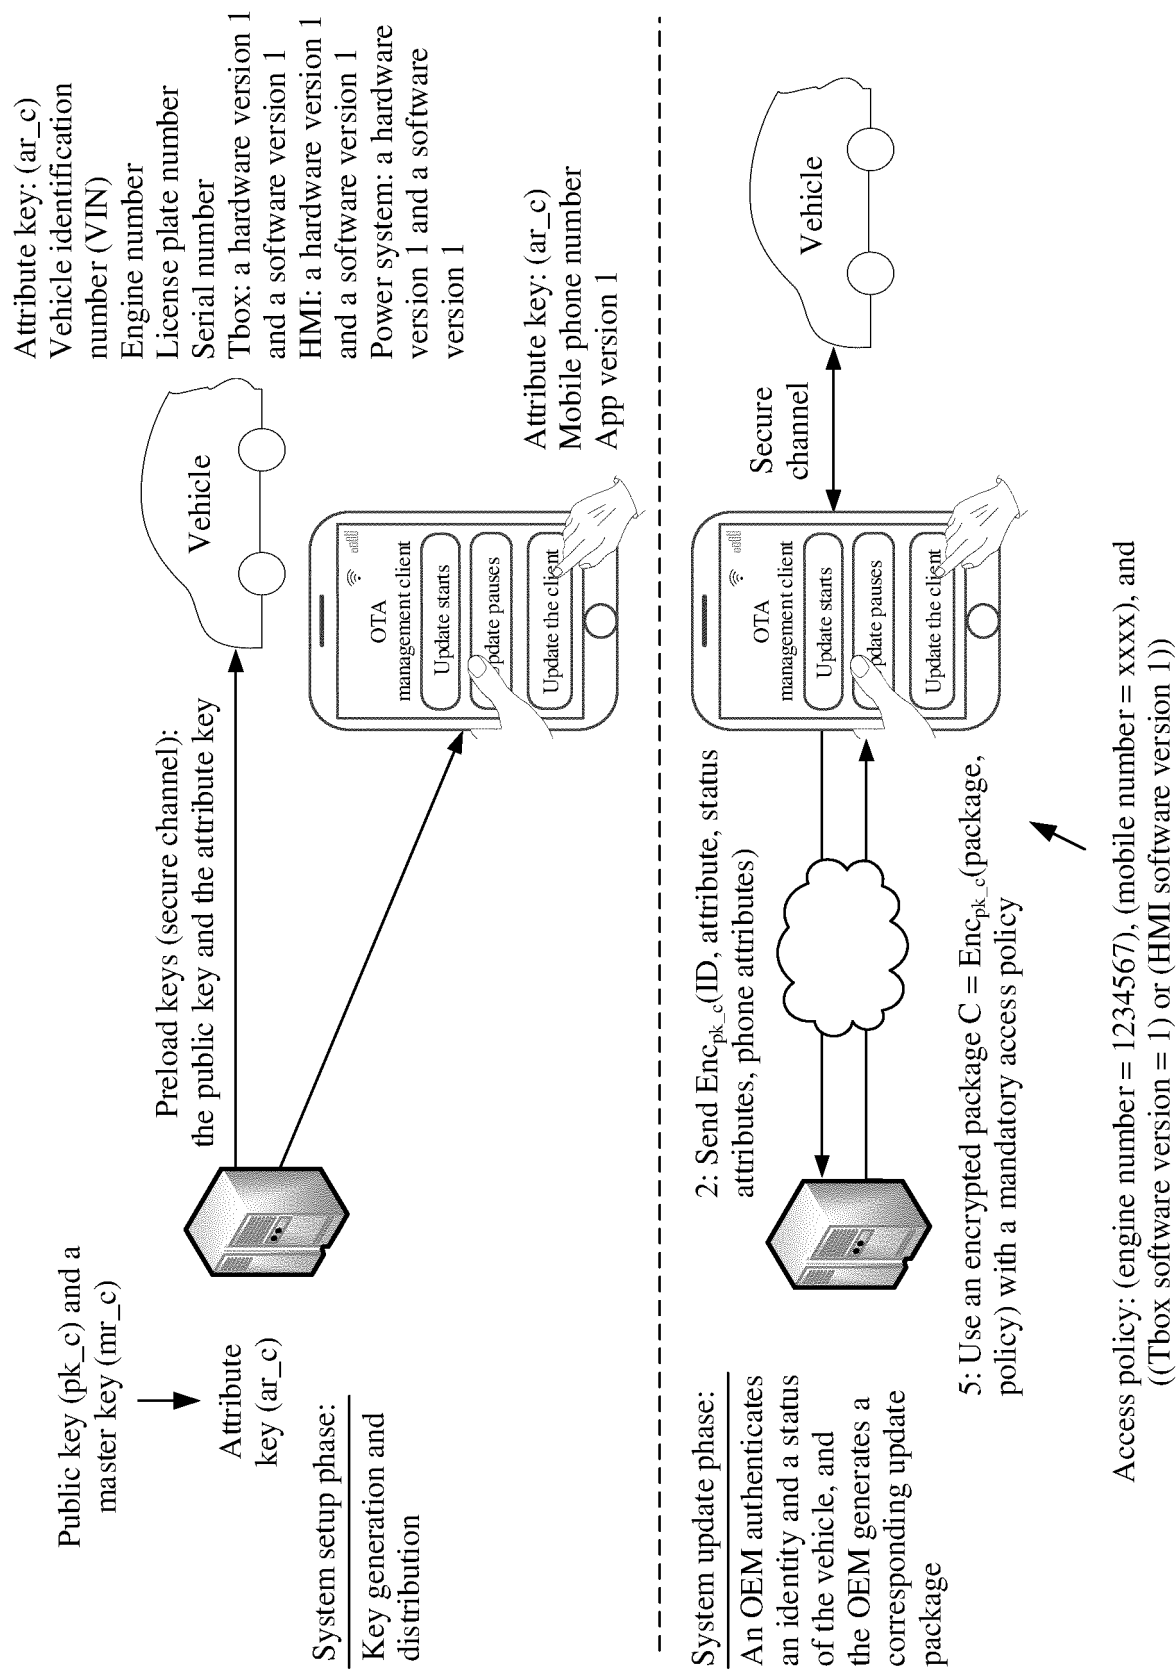 Public key (pk_c) and a
master key (mr_c)
Attribute
key (ar_c)
System setup phase:
Key generation and
distribution
Preload keys (secure channel):
the public key and the attribute key
Vehicle
Attribute key: (ar_c)
Vehicle identification
number (VIN)
Engine number
License plate number
Serial number
Tbox: a hardware version 1
and a software version 1
HMI: a hardware version 1
and a software version 1
Power system: a hardware
version 1 and a software
version 1
OTA
management client
Update starts
pdate pauses
Update the client
Attribute key: (ar_c)
Mobile phone number
App version 1
System update phase:
An OEM authenticates
an identity and a status
of the vehicle, and
the OEM generates a
corresponding update
package
2: Send Enc_pk_c(ID, attribute, status
attributes, phone attributes)
5: Use an encrypted package C = Enc_pk_c(package,
policy) with a mandatory access policy
OTA
management client
Update starts
pdate pauses
Update the client
Secure
channel
Vehicle
Access policy: (engine number = 1234567), (mobile number = xxxx), and
((Tbox software version = 1) or (HMI software version 1))